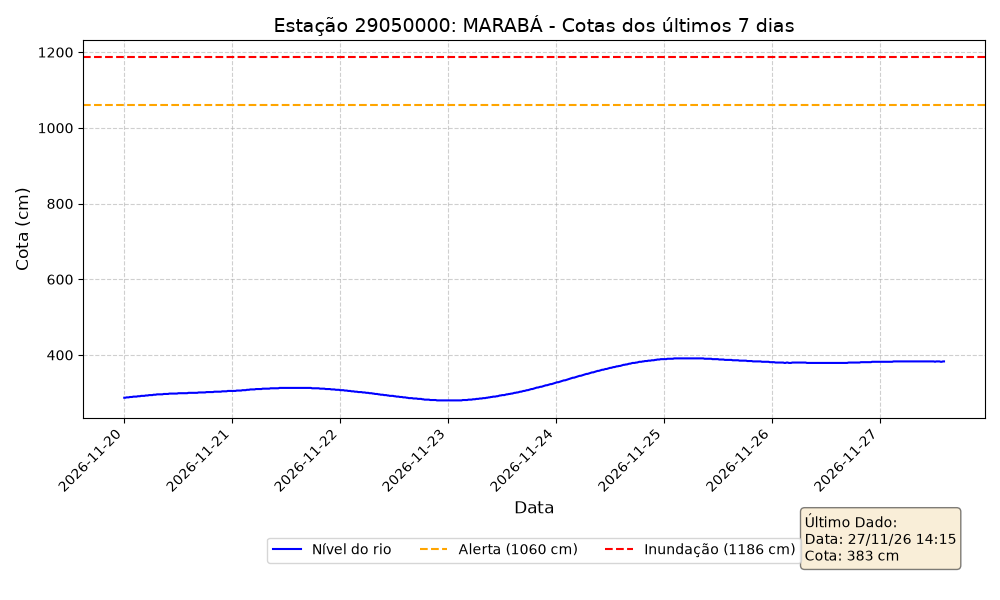 Estação 29050000: MARABÁ - Cotas dos últimos 7 dias
1200
1000
800
600
400
Cota (cm)
2026-11-20
2026-11-21
2026-11-22
2026-11-23
2026-11-24
2026-11-25
2026-11-26
2026-11-27
Data
Nível do rio
Alerta (1060 cm)
Inundação (1186 cm)
Último Dado:
Data: 27/11/26 14:15
Cota: 383 cm